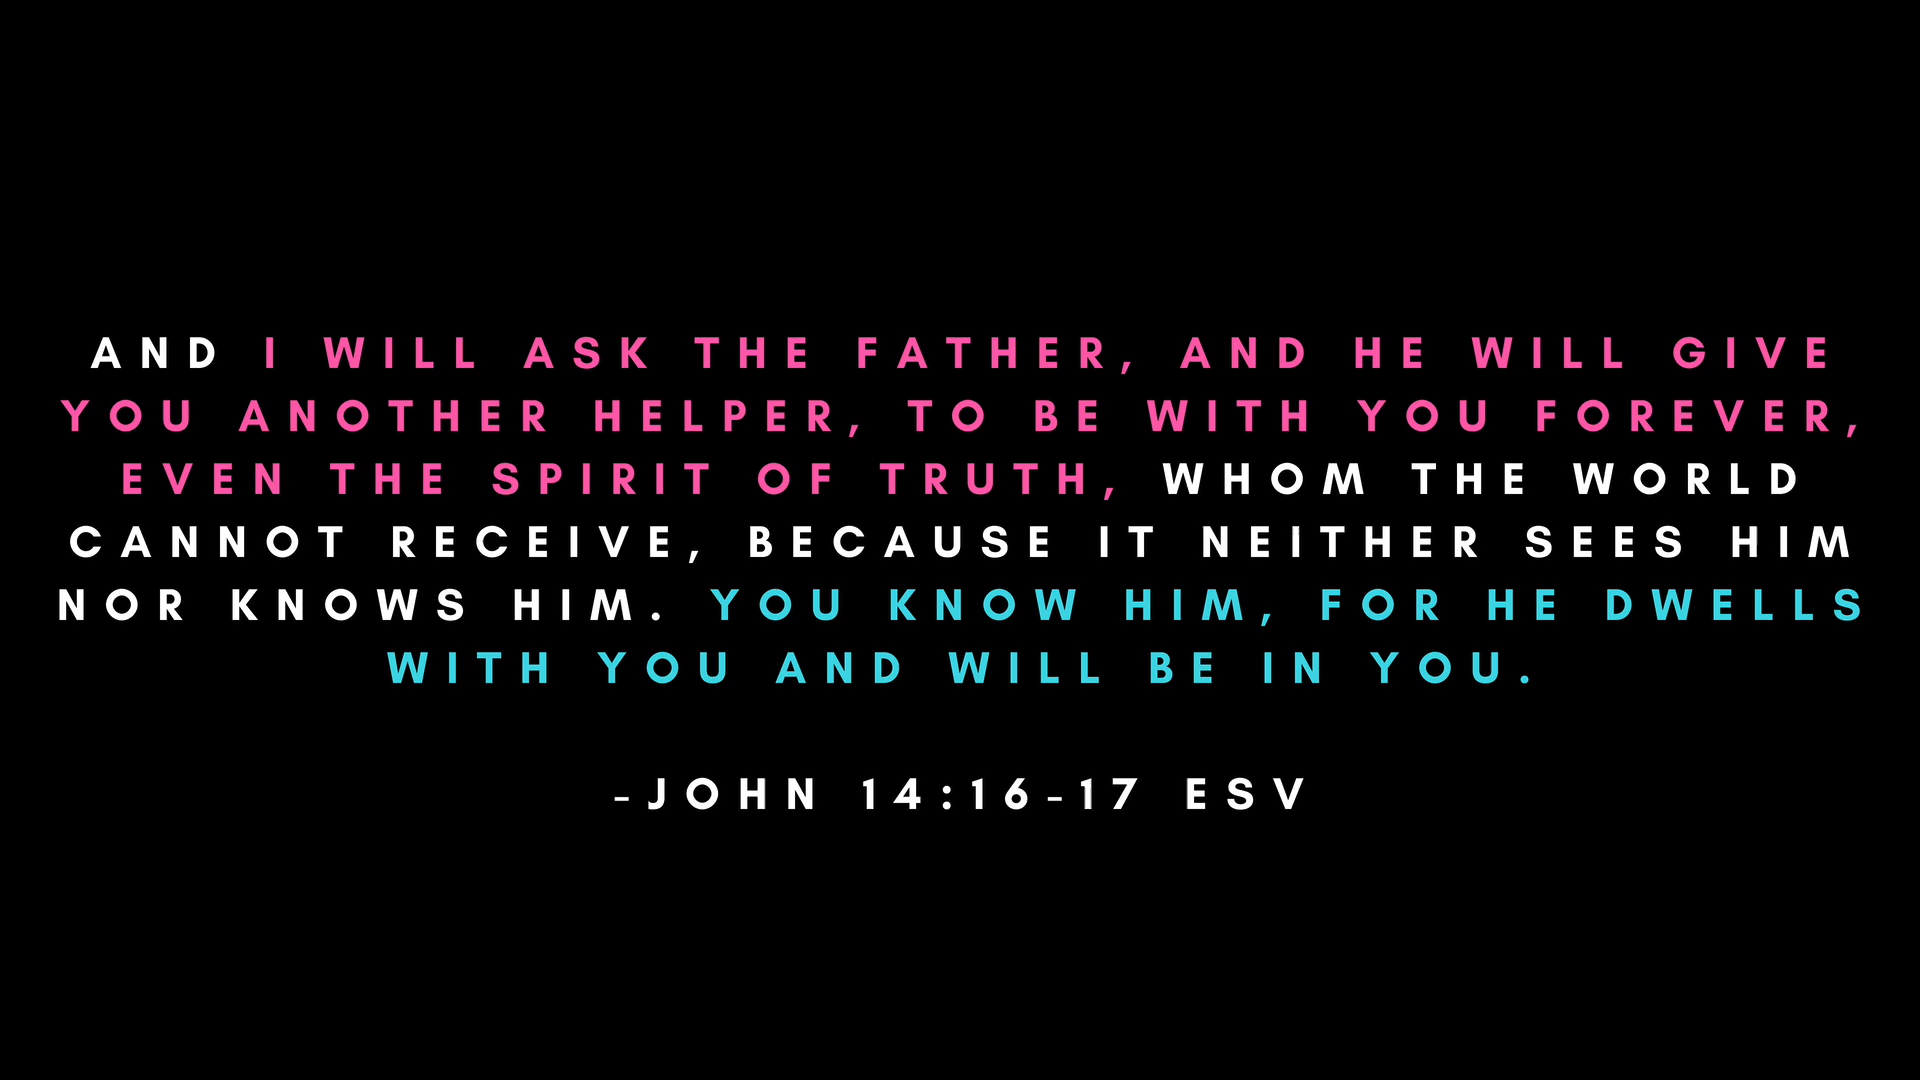 AND I WILL ASK THE FATHER, AND HE WILL GIVE
YOU ANOTHER HELPER, TO BE WITH YOU FOREVER,
EVEN THE SPIRIT OF TRUTH, WHOM THE WORLD
CANNOT RECEIVE, BECAUSE IT NEITHER SEES HIM
NOR KNOWS HIM. YOU KNOW HIM, FOR HE DWELLS
WITH YOU AND WILL BE IN YOU.
-JOHN 14:16-17 ESV